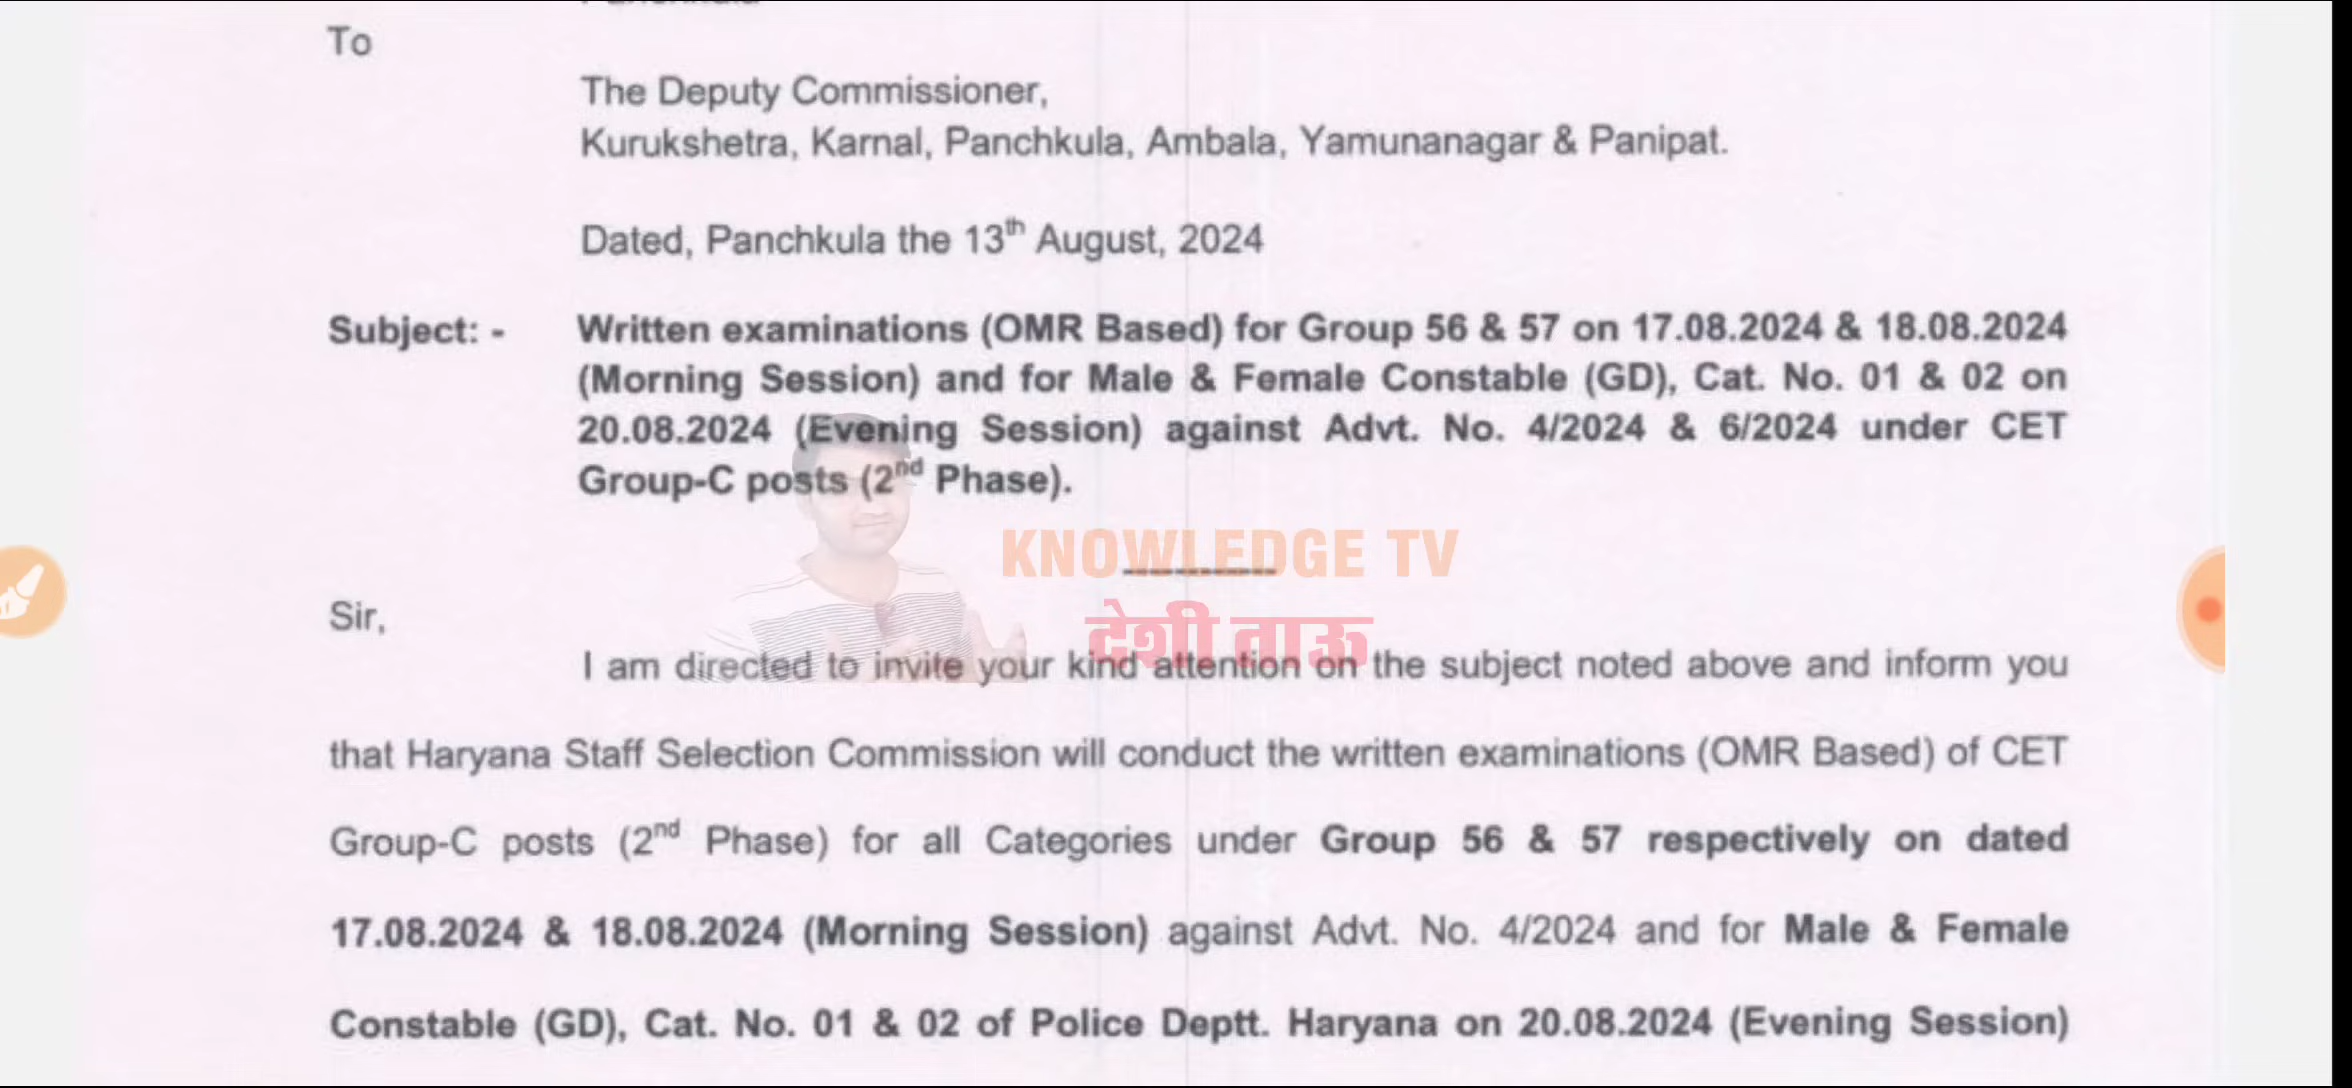 To
The Deputy Commissioner,
Kurukshetra, Karnal, Panchkula, Ambala, Yamunanagar & Panipat.
Dated, Panchkula the 13th August, 2024
Subject: - Written examinations (OMR Based) for Group 56 & 57 on 17.08.2024 & 18.08.2024
(Morning Session) and for Male & Female Constable (GD), Cat. No. 01 & 02 on
20.08.2024 (Evening Session) against Advt. No. 4/2024 & 6/2024 under CET
Group-C posts (2nd Phase).
KNOWLEDGE TV
देशी ताऊ
Sir,
I am directed to invite your kind attention on the subject noted above and inform you
that Haryana Staff Selection Commission will conduct the written examinations (OMR Based) of CET
Group-C posts (2nd Phase) for all Categories under Group 56 & 57 respectively on dated
17.08.2024 & 18.08.2024 (Morning Session) against Advt. No. 4/2024 and for Male & Female
Constable (GD), Cat. No. 01 & 02 of Police Deptt. Haryana on 20.08.2024 (Evening Session)